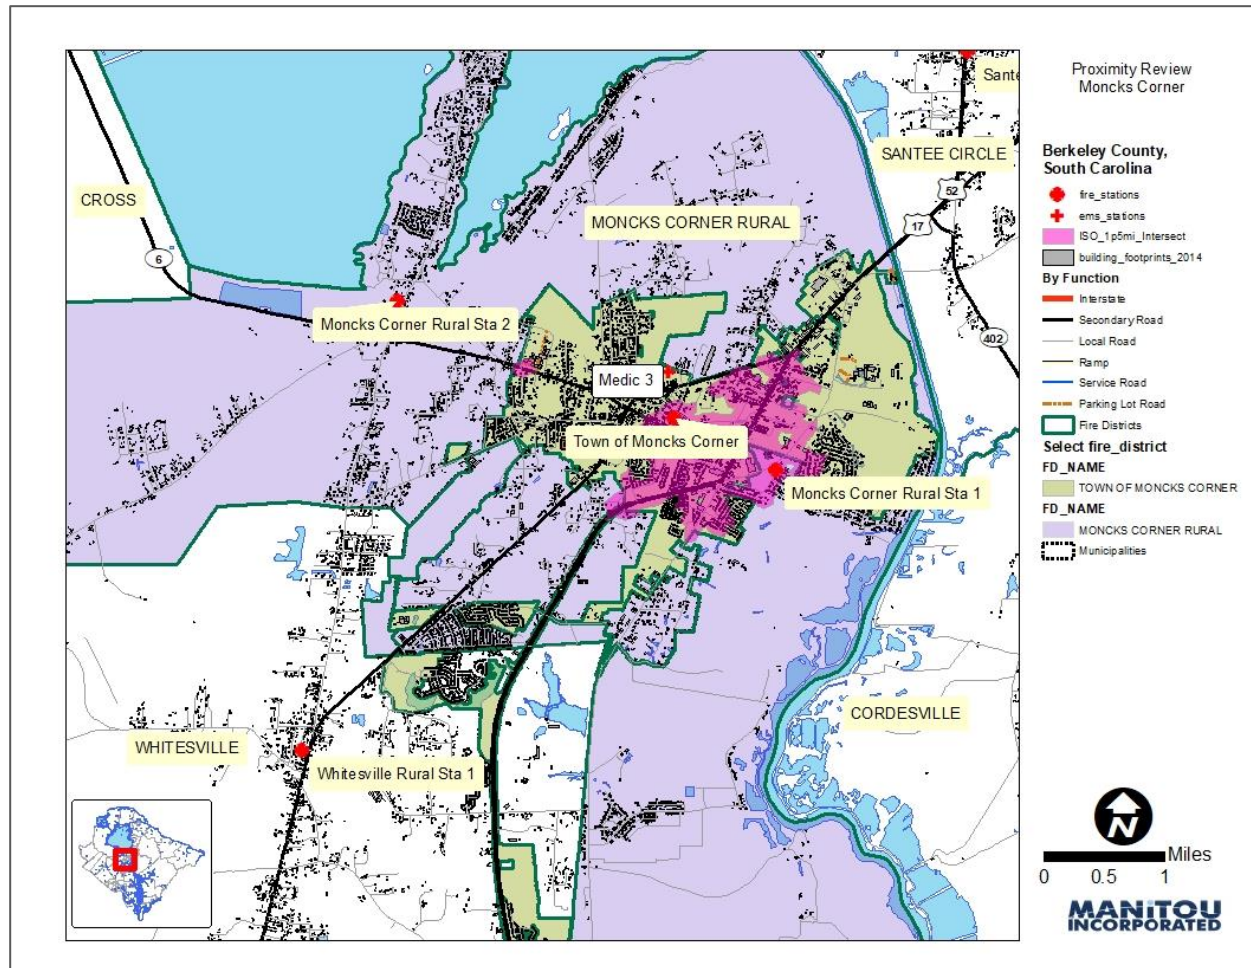 Proximity Review
Moncks Corner
Berkeley County,
South Carolina
fire_stations
ems_stations
ISO_1p5mi_Intersect
building_footprints_2014
By Function
Interstate
Secondary Road
Local Road
Ramp
Service Road
Parking Lot Road
Fire Districts
Select fire_district
FD_NAME
TOWN OF MONCKS CORNER
FD_NAME
MONCKS CORNER RURAL
Municipalities
Sante
SANTEE CIRCLE
CROSS
52
MONCKS CORNER RURAL
17
6
Moncks Corner Rural Sta 2
402
Medic 3
Town of Moncks Corner
Moncks Corner Rural Sta 1
CORDESVILLE
WHITESVILLE
Whitesville Rural Sta 1
N
Miles
0 0.5 1
MANITOU
INCORPORATED